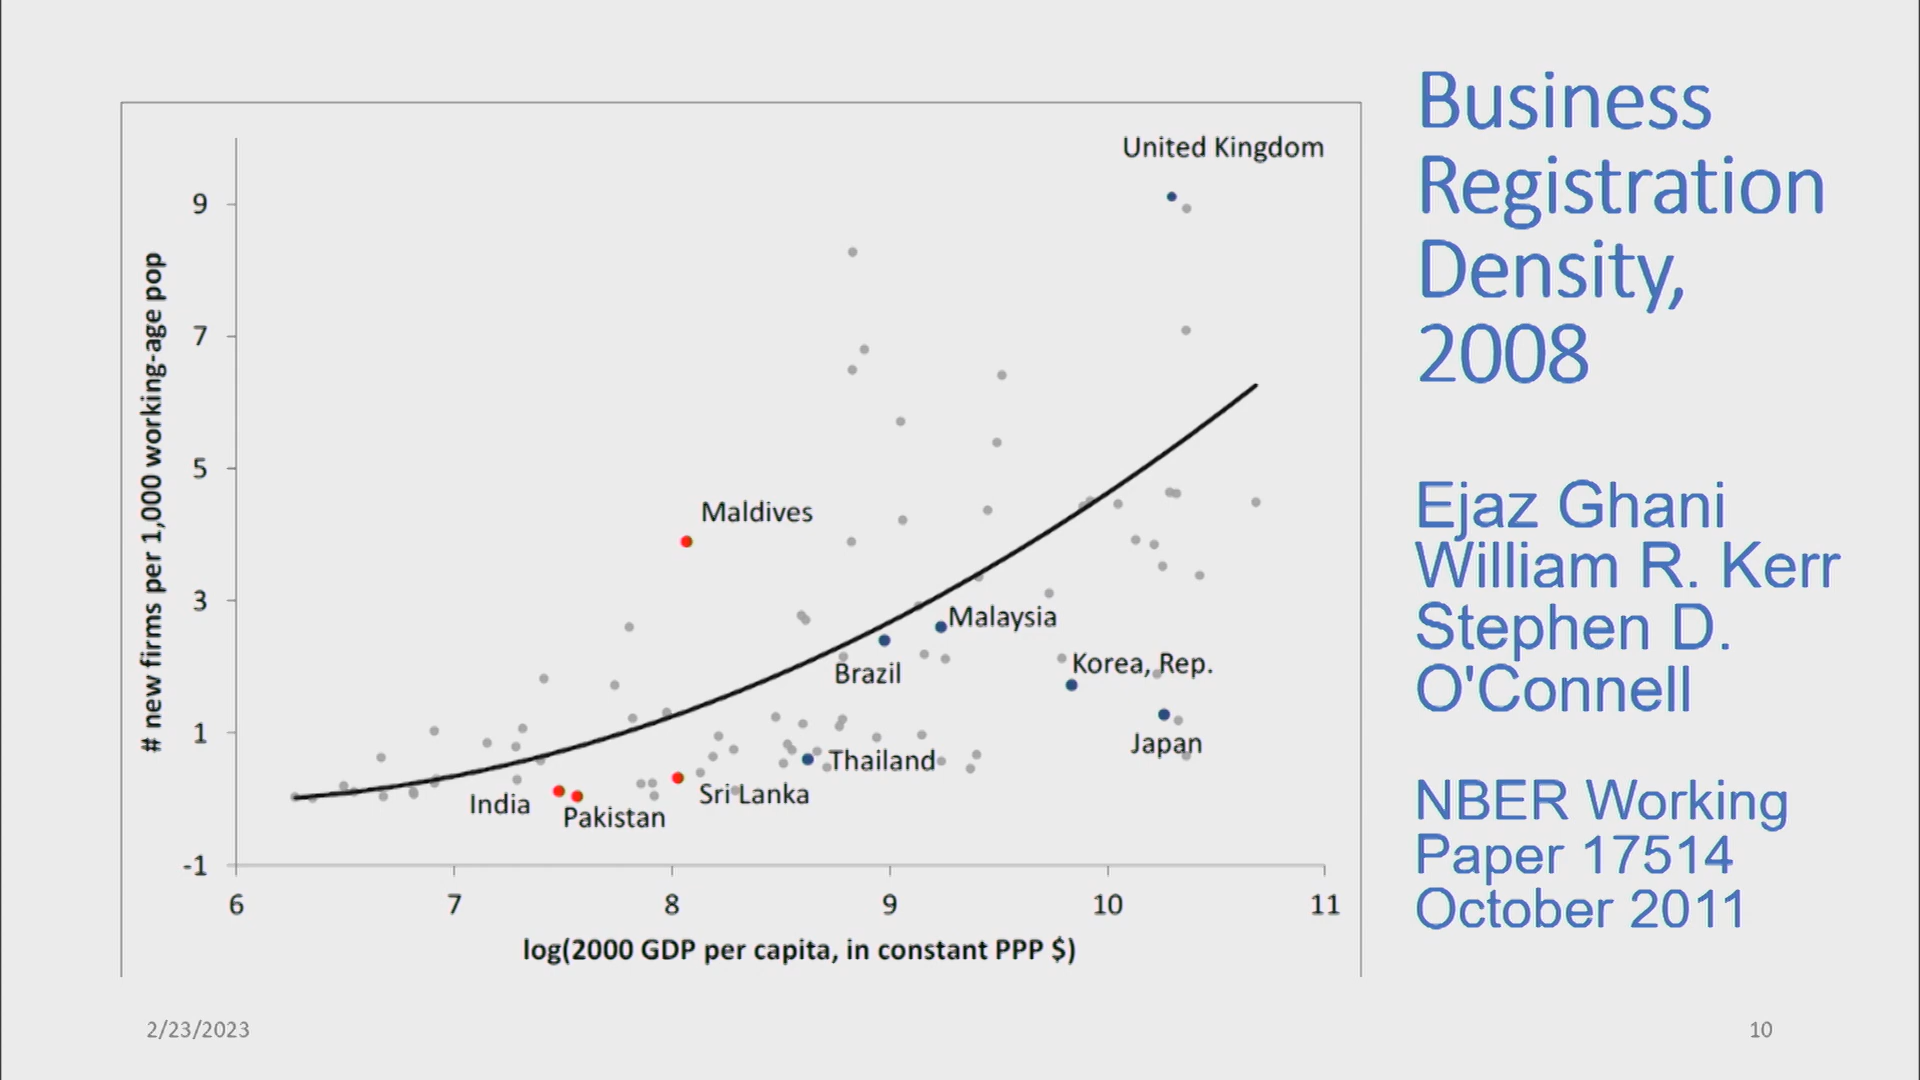 Business
Registration
Density,
2008
Ejaz Ghani
William R. Kerr
Stephen D.
O'Connell
NBER Working
Paper 17514
October 2011
# new firms per 1,000 working-age pop
9
7
5
3
1
-1
United Kingdom
Maldives
Malaysia
Brazil
Korea, Rep.
Japan
Thailand
Sri Lanka
India
Pakistan
6 7 8 9 10 11
log(2000 GDP per capita, in constant PPP $)
2/23/2023
10